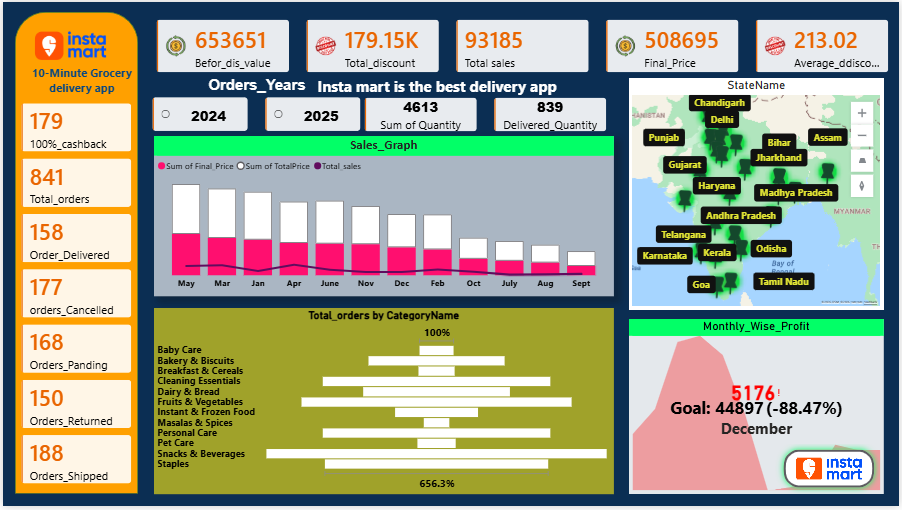 insta
mart
10-Minute Grocery
delivery app
179
100%_cashback
841
Total_orders
158
Order_Delivered
177
orders_Cancelled
168
Orders_Panding
150
Orders_Returned
188
Orders_Shipped
653651
Befor_dis_value
179.15K
Total_discount
93185
Total sales
508695
Final_Price
213.02
Average_ddisco...
Orders_Years
Insta mart is the best delivery app
2024
2025
4613
Sum of Quantity
839
Delivered_Quantity
Sales_Graph
Sum of Final_Price Sum of TotalPrice Total_sales
May Mar Jan Apr June Nov Dec Feb Oct July Aug Sept
Total_orders by CategoryName
100%
Baby Care
Bakery & Biscuits
Breakfast & Cereals
Cleaning Essentials
Dairy & Bread
Fruits & Vegetables
Instant & Frozen Food
Masalas & Spices
Personal Care
Pet Care
Snacks & Beverages
Staples
656.3%
StateName
Chandigarh
Delhi
Punjab
Bihar
Assam
Jharkhand
Gujarat
Haryana
Madhya Pradesh
MYANMAR
Andhra Pradesh
Telangana
Karnataka
Kerala
Odisha
Bay of
Goa
Tamil Nadu
Monthly_Wise_Profit
5176!
Goal: 44897 (-88.47%)
December
insta
mart